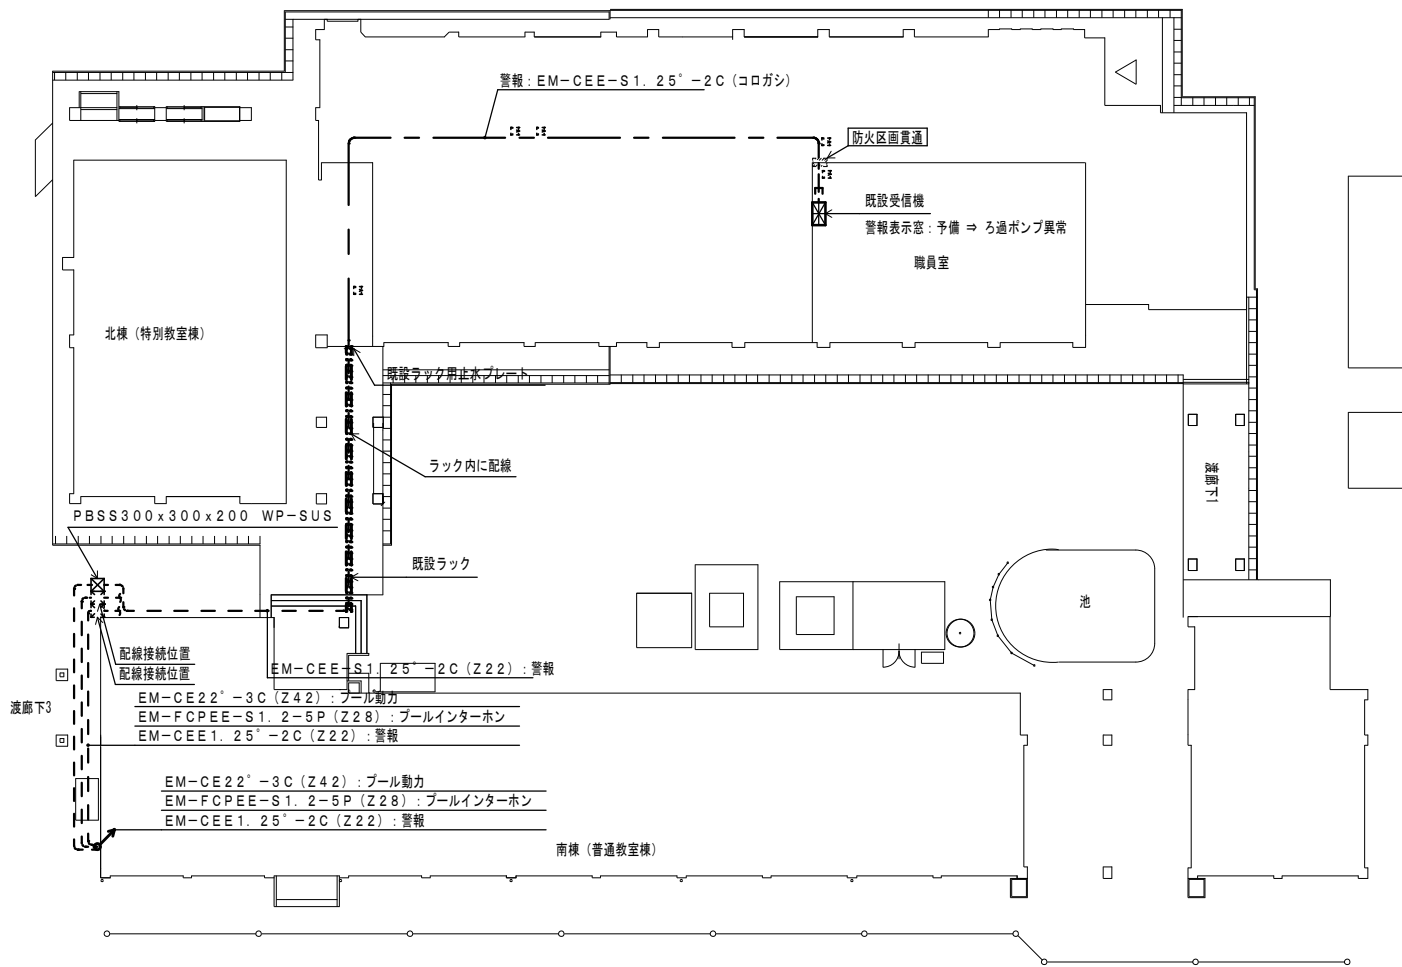 警報：EM－CEE－S1．25゜－2C（コロガシ）
防火区画貫通
既設受信機
警報表示窓：予備 ⇒ ろ過ポンプ異常
職員室
北棟（特別教室棟）
既設ラック用止水プレート
ラック内に配線
渡廊下1
PBSS300x300x200 WP－SUS
既設ラック
池
配線接続位置
配線接続位置
EM－CEE－S1．25゜－2C（Z22）：警報
渡廊下3
EM－CE22゜－3C（Z42）：プール動力
EM－FCPEE－S1．2－5P（Z28）：プールインターホン
EM－CEE1．25゜－2C（Z22）：警報
EM－CE22゜－3C（Z42）：プール動力
EM－FCPEE－S1．2－5P（Z28）：プールインターホン
EM－CEE1．25゜－2C（Z22）：警報
南棟（普通教室棟）